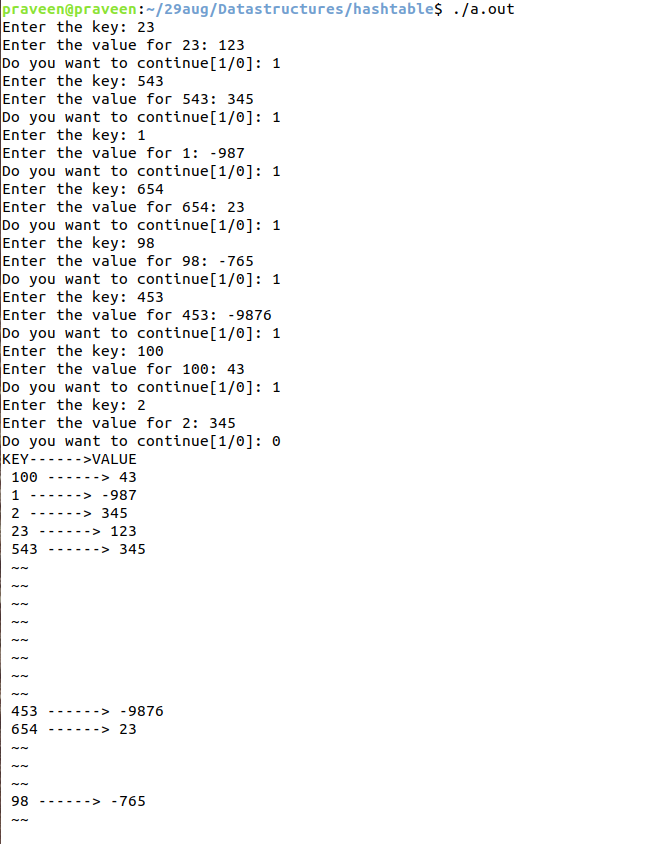 praveen@praveen:~/29aug/Datastructures/hashtable$ ./a.out
Enter the key: 23
Enter the value for 23: 123
Do you want to continue[1/0]: 1
Enter the key: 543
Enter the value for 543: 345
Do you want to continue[1/0]: 1
Enter the key: 1
Enter the value for 1: -987
Do you want to continue[1/0]: 1
Enter the key: 654
Enter the value for 654: 23
Do you want to continue[1/0]: 1
Enter the key: 98
Enter the value for 98: -765
Do you want to continue[1/0]: 1
Enter the key: 453
Enter the value for 453: -9876
Do you want to continue[1/0]: 1
Enter the key: 100
Enter the value for 100: 43
Do you want to continue[1/0]: 1
Enter the key: 2
Enter the value for 2: 345
Do you want to continue[1/0]: 0
KEY------>VALUE
 100 ------> 43
 1 ------> -987
 2 ------> 345
 23 ------> 123
 543 ------> 345
 ~~
 ~~
 ~~
 ~~
 ~~
 ~~
 ~~
 ~~
 453 ------> -9876
 654 ------> 23
 ~~
 ~~
 ~~
 98 ------> -765
 ~~